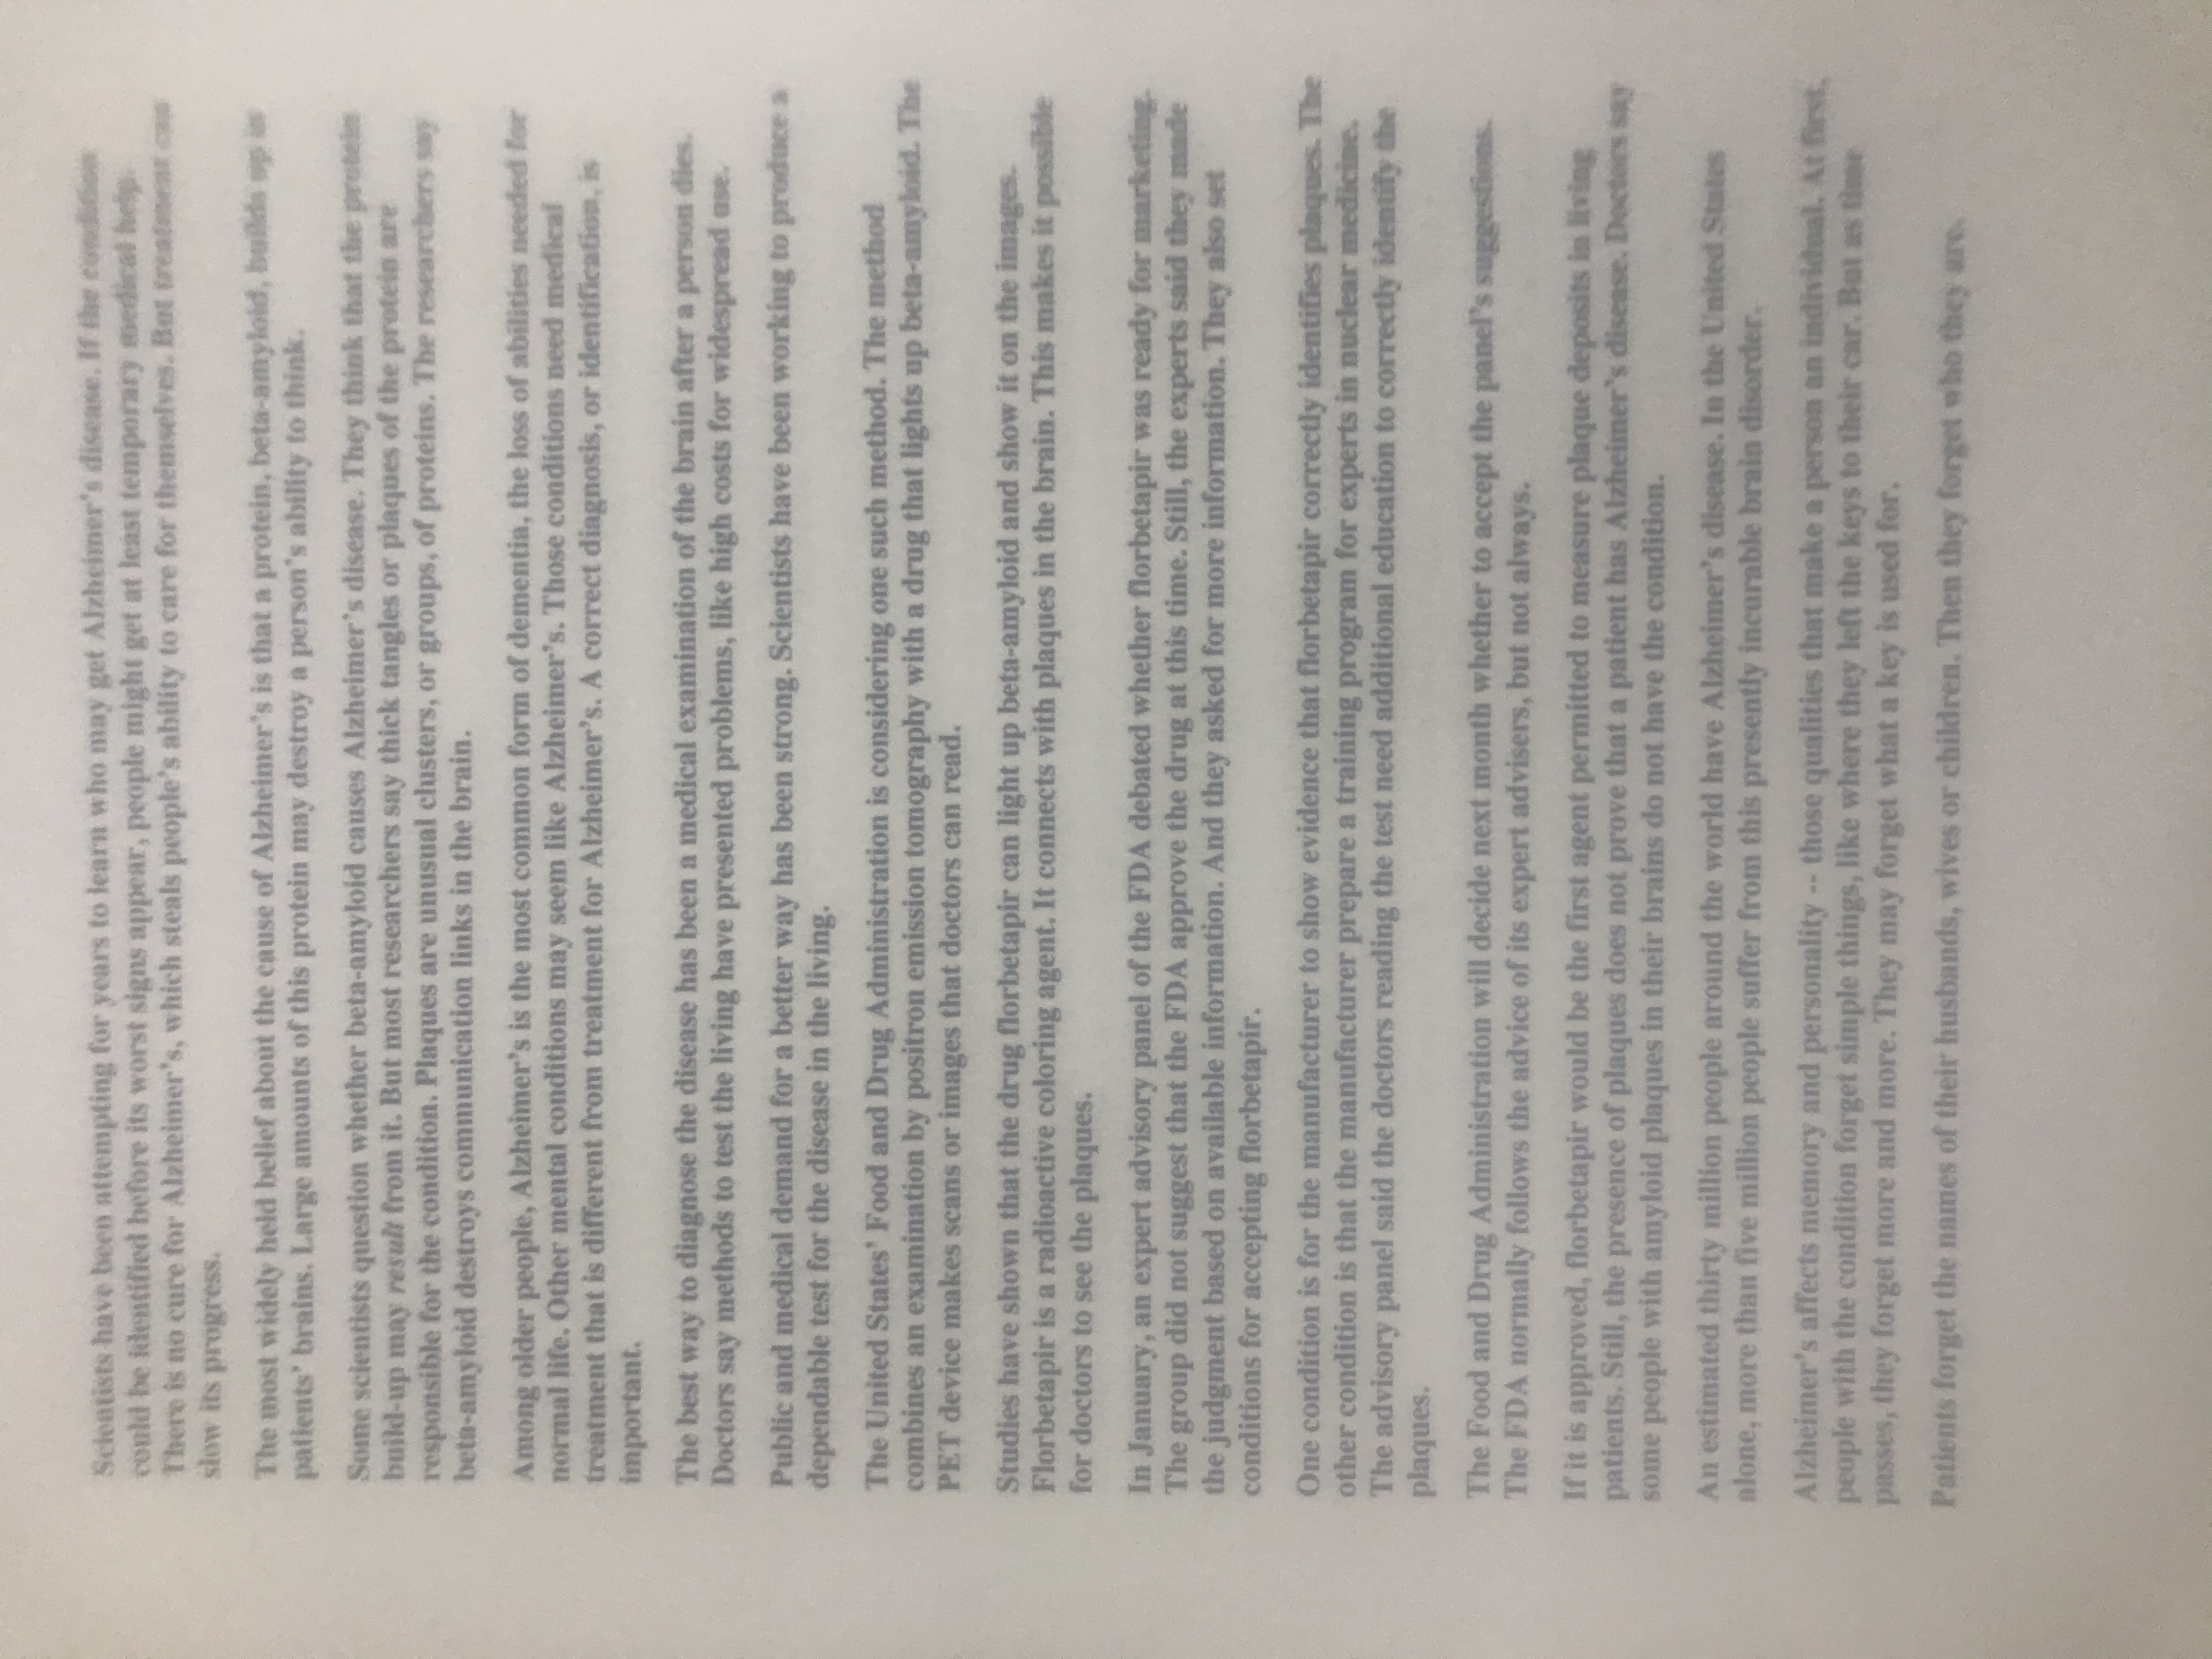 Scientists have been attempting for years to learn who may get Alzheimer's disease. If the condition
could be identified before its worst signs appear, people might get at least temporary medical help.
There is no cure for Alzheimer's, which steals people's ability to care for themselves. But treatment can
slow its progress.
The most widely held belief about the cause of Alzheimer's is that a protein, beta-amyloid, builds up in
patients' brains. Large amounts of this protein may destroy a person's ability to think.
Some scientists question whether beta-amyloid causes Alzheimer's disease. They think that the protein
build-up may result from it. But most researchers say thick tangles or plaques of the protein are
responsible for the condition. Plaques are unusual clusters, or groups, of proteins. The researchers say
beta-amyloid destroys communication links in the brain.
Among older people, Alzheimer's is the most common form of dementia, the loss of abilities needed for
normal life. Other mental conditions may seem like Alzheimer's. Those conditions need medical
treatment that is different from treatment for Alzheimer's. A correct diagnosis, or identification, is
important.
The best way to diagnose the disease has been a medical examination of the brain after a person dies.
Doctors say methods to test the living have presented problems, like high costs for widespread use.
Public and medical demand for a better way has been strong. Scientists have been working to produce a
dependable test for the disease in the living.
The United States' Food and Drug Administration is considering one such method. The method
combines an examination by positron emission tomography with a drug that lights up beta-amyloid. The
PET device makes scans or images that doctors can read.
Studies have shown that the drug florbetapir can light up beta-amyloid and show it on the images.
Florbetapir is a radioactive coloring agent. It connects with plaques in the brain. This makes it possible
for doctors to see the plaques.
In January, an expert advisory panel of the FDA debated whether florbetapir was ready for marketing.
The group did not suggest that the FDA approve the drug at this time. Still, the experts said they made
the judgment based on available information. And they asked for more information. They also set
conditions for accepting florbetapir.
One condition is for the manufacturer to show evidence that florbetapir correctly identifies plaques. The
other condition is that the manufacturer prepare a training program for experts in nuclear medicine.
The advisory panel said the doctors reading the test need additional education to correctly identify the
plaques.
The Food and Drug Administration will decide next month whether to accept the panel's suggestions.
The FDA normally follows the advice of its expert advisers, but not always.
If it is approved, florbetapir would be the first agent permitted to measure plaque deposits in living
patients. Still, the presence of plaques does not prove that a patient has Alzheimer's disease. Doctors say
some people with amyloid plaques in their brains do not have the condition.
An estimated thirty million people around the world have Alzheimer's disease. In the United States
alone, more than five million people suffer from this presently incurable brain disorder.
Alzheimer's affects memory and personality -- those qualities that make a person an individual. At first,
people with the condition forget simple things, like where they left the keys to their car. But as time
passes, they forget more and more. They may forget what a key is used for.
Patients forget the names of their husbands, wives or children. Then they forget who they are.